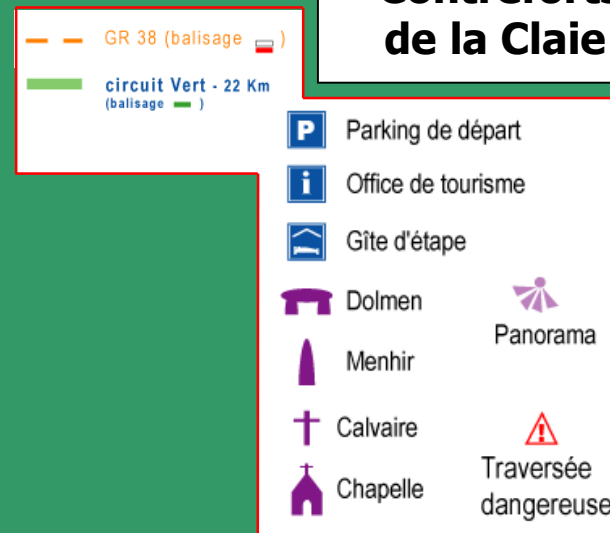 Contreforts
de la Claie
GR 38 (balisage )
circuit Vert - 22 Km
(balisage )
P Parking de départ
i Office de tourisme
Gîte d'étape
Dolmen
Panorama
Menhir
Calvaire
Chapelle
Traversée
dangereuse